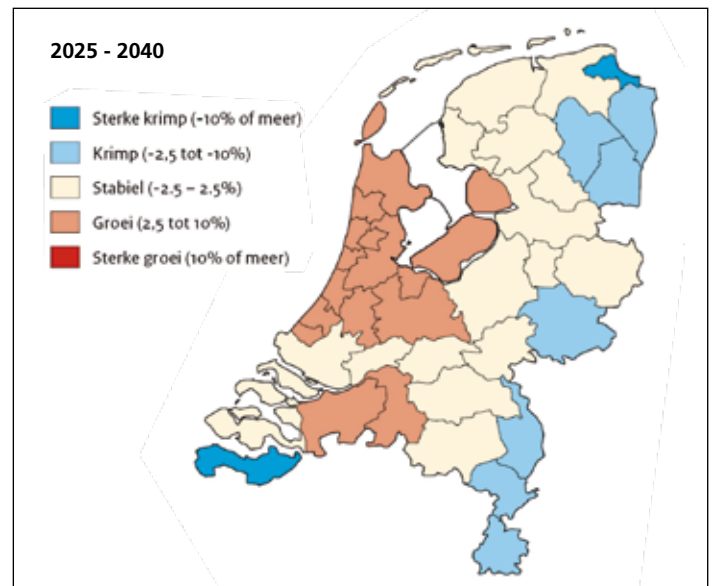 2025 - 2040
Sterke krimp (-10% of meer)
Krimp (-2,5 tot -10%)
Stabiel (-2.5 – 2.5%)
Groei (2,5 tot 10%)
Sterke groei (10% of meer)